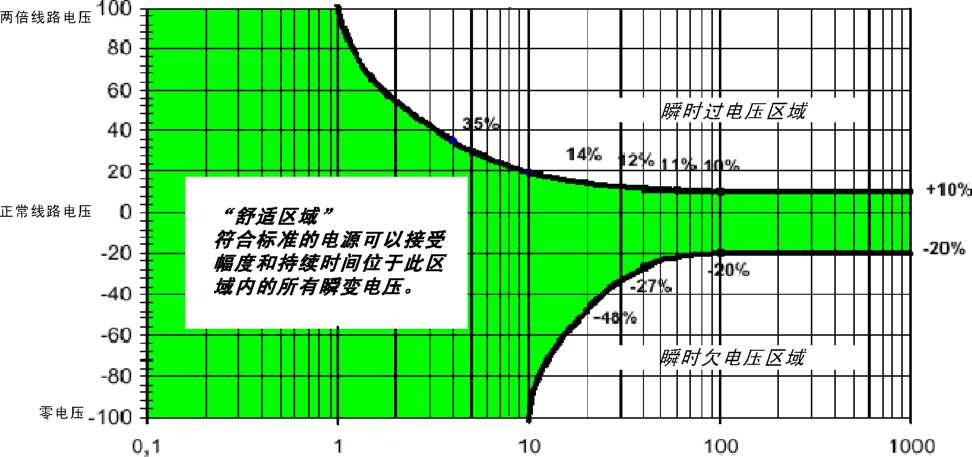 两倍线路电压 100
80
60
40
35%
瞬时过电压区域
20
14% 12% 11% 10%
+10%
正常线路电压 0
“舒适区域”
符合标准的电源可以接受
幅度和持续时间位于此区
域内的所有瞬变电压。
-20
-20%
-20%
-27%
-40
-48%
-60
瞬时欠电压区域
-80
零电压 -100
0,1 1 10 100 1000